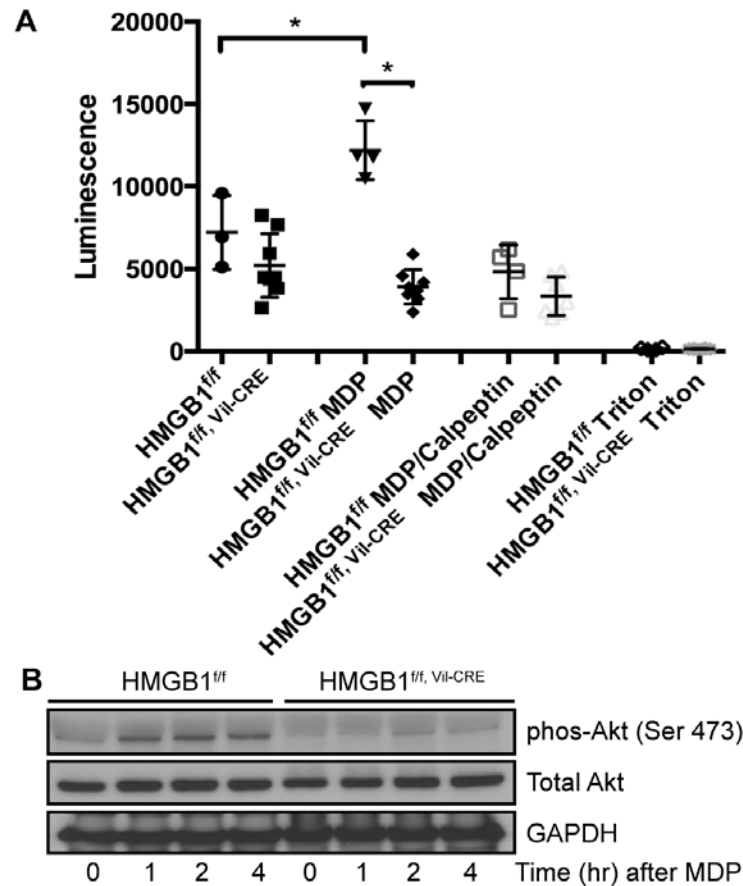 A
Luminescence
20000
15000
10000
5000
0
*
*
HMGB1f/f
HMGB1f/f, Vil-CRE
HMGB1f/f MDP
HMGB1f/f, Vil-CRE MDP
HMGB1f/f MDP/Calpeptin
HMGB1f/f, Vil-CRE MDP/Calpeptin
HMGB1f/f Triton
HMGB1f/f, Vil-CRE Triton
B
HMGB1f/f HMGB1f/f, Vil-CRE
phos-Akt (Ser 473)
Total Akt
GAPDH
0 1 2 4 0 1 2 4 Time (hr) after MDP